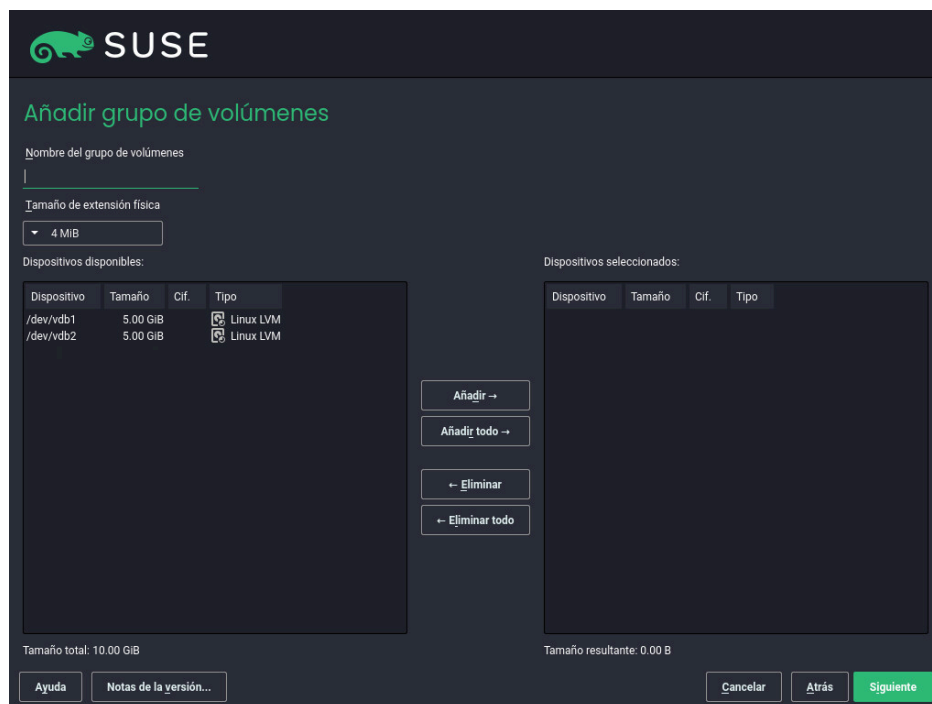 SUSE
Añadir grupo de volúmenes
Nombre del grupo de volúmenes
Tamaño de extensión física
4 MiB
Dispositivos disponibles:
Dispositivo Tamaño Cif. Tipo
/dev/vdb1 5.00 GiB Linux LVM
/dev/vdb2 5.00 GiB Linux LVM
Tamaño total: 10.00 GiB
Añadir →
Añadir todo →
← Eliminar
← Eliminar todo
Dispositivos seleccionados:
Dispositivo Tamaño Cif. Tipo
Tamaño resultante: 0.00 B
Ayuda Notas de la versión... Cancelar Atrás Siguiente